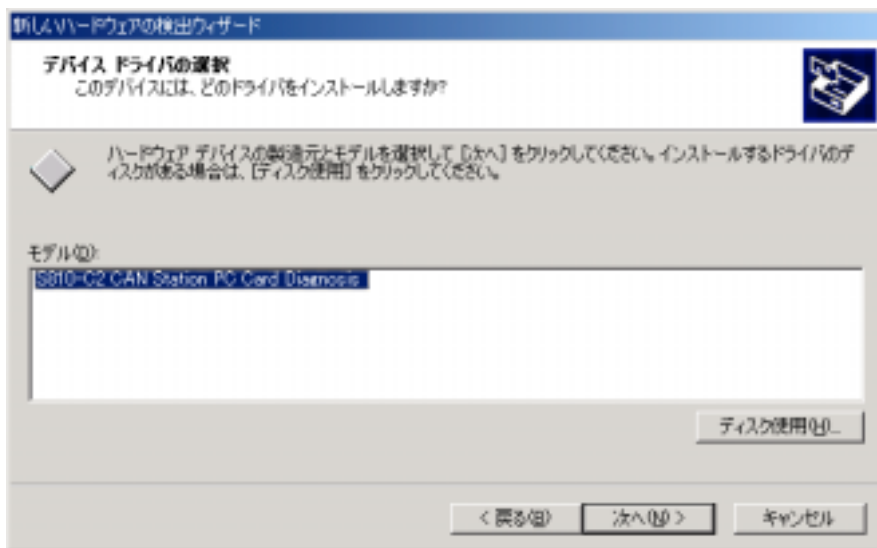 新しいハードウェアの検出ウィザード
デバイス ドライバの選択
このデバイスには、どのドライバをインストールしますか?
ハードウェア デバイスの製造元とモデルを選択して [次へ] をクリックしてください。インストールするドライバのデ
ィスクがある場合は、[ディスク使用] をクリックしてください。
モデル(D):
S810-C2 CAN Station PC Card Diagnosis
ディスク使用(H)...
< 戻る(B)
次へ(N) >
キャンセル